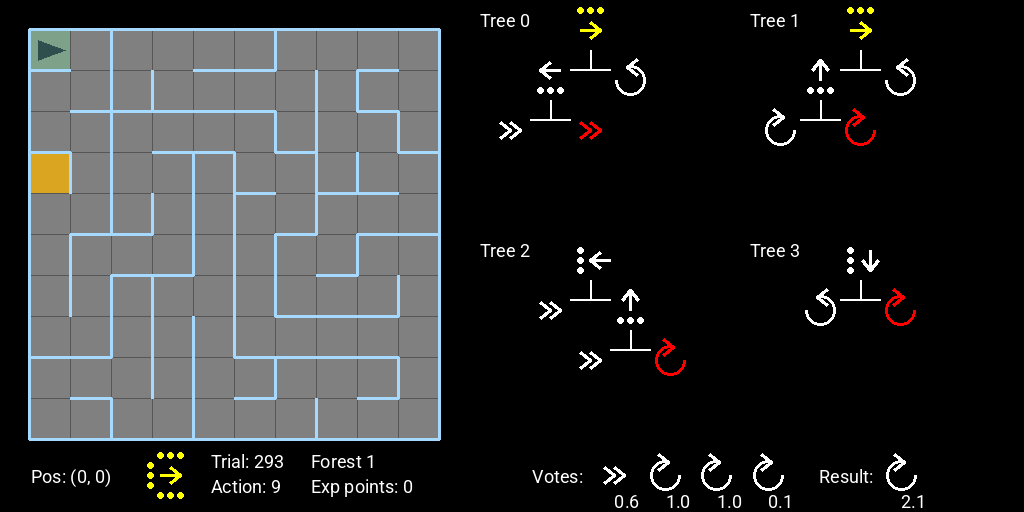 Tree 0
Tree 1
Tree 2
Tree 3
Pos: (0, 0)
Trial: 293
Forest 1
Action: 9
Exp points: 0
Votes:
Result:
0.6
1.0
1.0
0.1
2.1